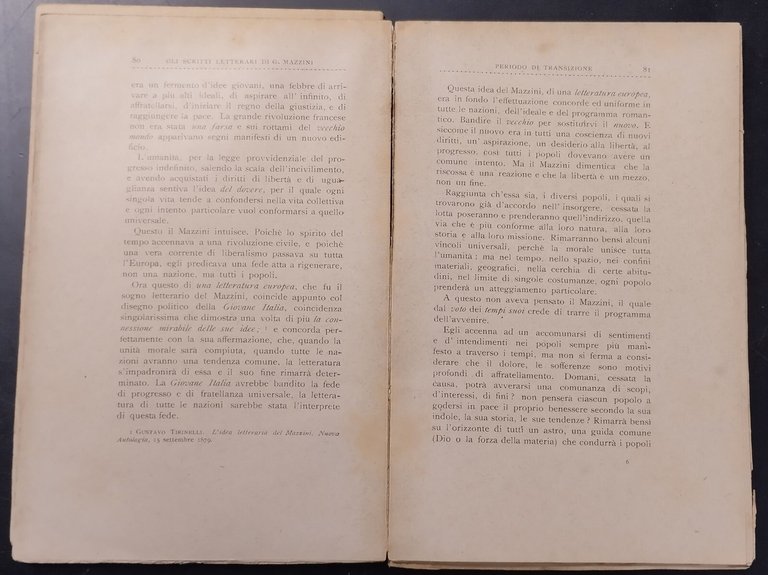 80 GLI SCRITTI LETTERARI DI G. MAZZINI
era un fermento d'idee giovani, una febbre di arri-
vare a più alti ideali, di aspirare all'infinito, di
affratellarsi, d'iniziare il regno della giustizia, e di
raggiungere la pace. La grande rivoluzione francese
non era stata una farsa e sui rottami del vecchio
mondo apparivano segni manifesti di un nuovo edi-
ficio.
L'umanità, per la legge provvidenziale del pro-
gresso indefinito, salendo la scala dell'incivilimento,
e avendo acquistati i diritti di libertà e di ugua-
glianza sentiva l'idea del dovere, per il quale ogni
singola vita tende a confondersi nella vita collettiva
e ogni intento particolare vuol conformarsi a quello
universale.
Questo il Mazzini intuisce. Poichè lo spirito del
tempo accennava a una rivoluzione civile, e poichè
una vera corrente di liberalismo passava su tutta
l'Europa, egli predicava una fede atta a rigenerare,
non una nazione, ma tutti i popoli.
Ora questo di una letteratura europea, che fu il
sogno letterario del Mazzini, coincide appunto col
disegno politico della Giovane Italia, coincidenza
singolarissima che dimostra una volta di più la con-
nessione mirabile delle sue idee, 1 e concorda per-
fettamente con la sua affermazione, che, quando la
unità morale sarà compiuta, quando tutte le na-
zioni avranno una tendenza comune, la letteratura
s'impadronirà di essa e il suo fine rimarrà deter-
minato. La Giovane Italia avrebbe bandito la fede
di progresso e di fratellanza universale, la lettera-
tura di tutte le nazioni sarebbe stata l'interprete
di questa fede.
1 GUSTAVO TIRINELLI. L'idea letteraria del Mazzini, Nuova
Antologia, 15 settembre 1879.
PERIODO DI TRANSIZIONE 81
Questa idea del Mazzini, di una letteratura europea,
era in fondo l'effettuazione concorde ed uniforme in
tutte le nazioni, dell'ideale e del programma roman-
tico. Bandire il vecchio per sostituirvi il nuovo. E
siccome il nuovo era in tutti una coscienza di nuovi
diritti, un'aspirazione, un desiderio alla libertà, al
progresso, così tutti i popoli dovevano avere un
comune intento. Ma il Mazzini dimentica che la
riscossa è una reazione e che la libertà è un mezzo,
non un fine.
Raggiunta ch'essa sia, i diversi popoli, i quali si
trovarono già d'accordo nell'insorgere, cessata la
lotta poseranno e prenderanno quell'indirizzo, quella
via che è più conforme alla loro natura, alla loro
storia e alla loro missione. Rimarranno bensì alcuni
vincoli universali, perchè la morale unisce tutta
l'umanità; ma nel tempo, nello spazio, nei confini
materiali, geografici, nella cerchia di certe abitu-
dini, nel limite di singole costumanze, ogni popolo
prenderà un atteggiamento particolare.
A questo non aveva pensato il Mazzini, il quale
dal voto dei tempi suoi crede di trarre il programma
dell'avvenire.
Egli accenna ad un accomunarsi di sentimenti
e d'intendimenti nei popoli sempre più mani-
festo a traverso i tempi, ma non si ferma a consi-
derare che il dolore, le sofferenze sono motivi
profondi di affratellamento. Domani, cessata la
causa, potrà avverarsi una comunanza di scopi,
d'interessi, di fini? non penserà ciascun popolo a
godersi in pace il proprio benessere secondo la sua
indole, la sua storia, le sue tendenze? Rimarrà bensì
su l'orizzonte di tutti un astro, una guida comune
(Dio o la forza della materia) che condurrà i popoli
6